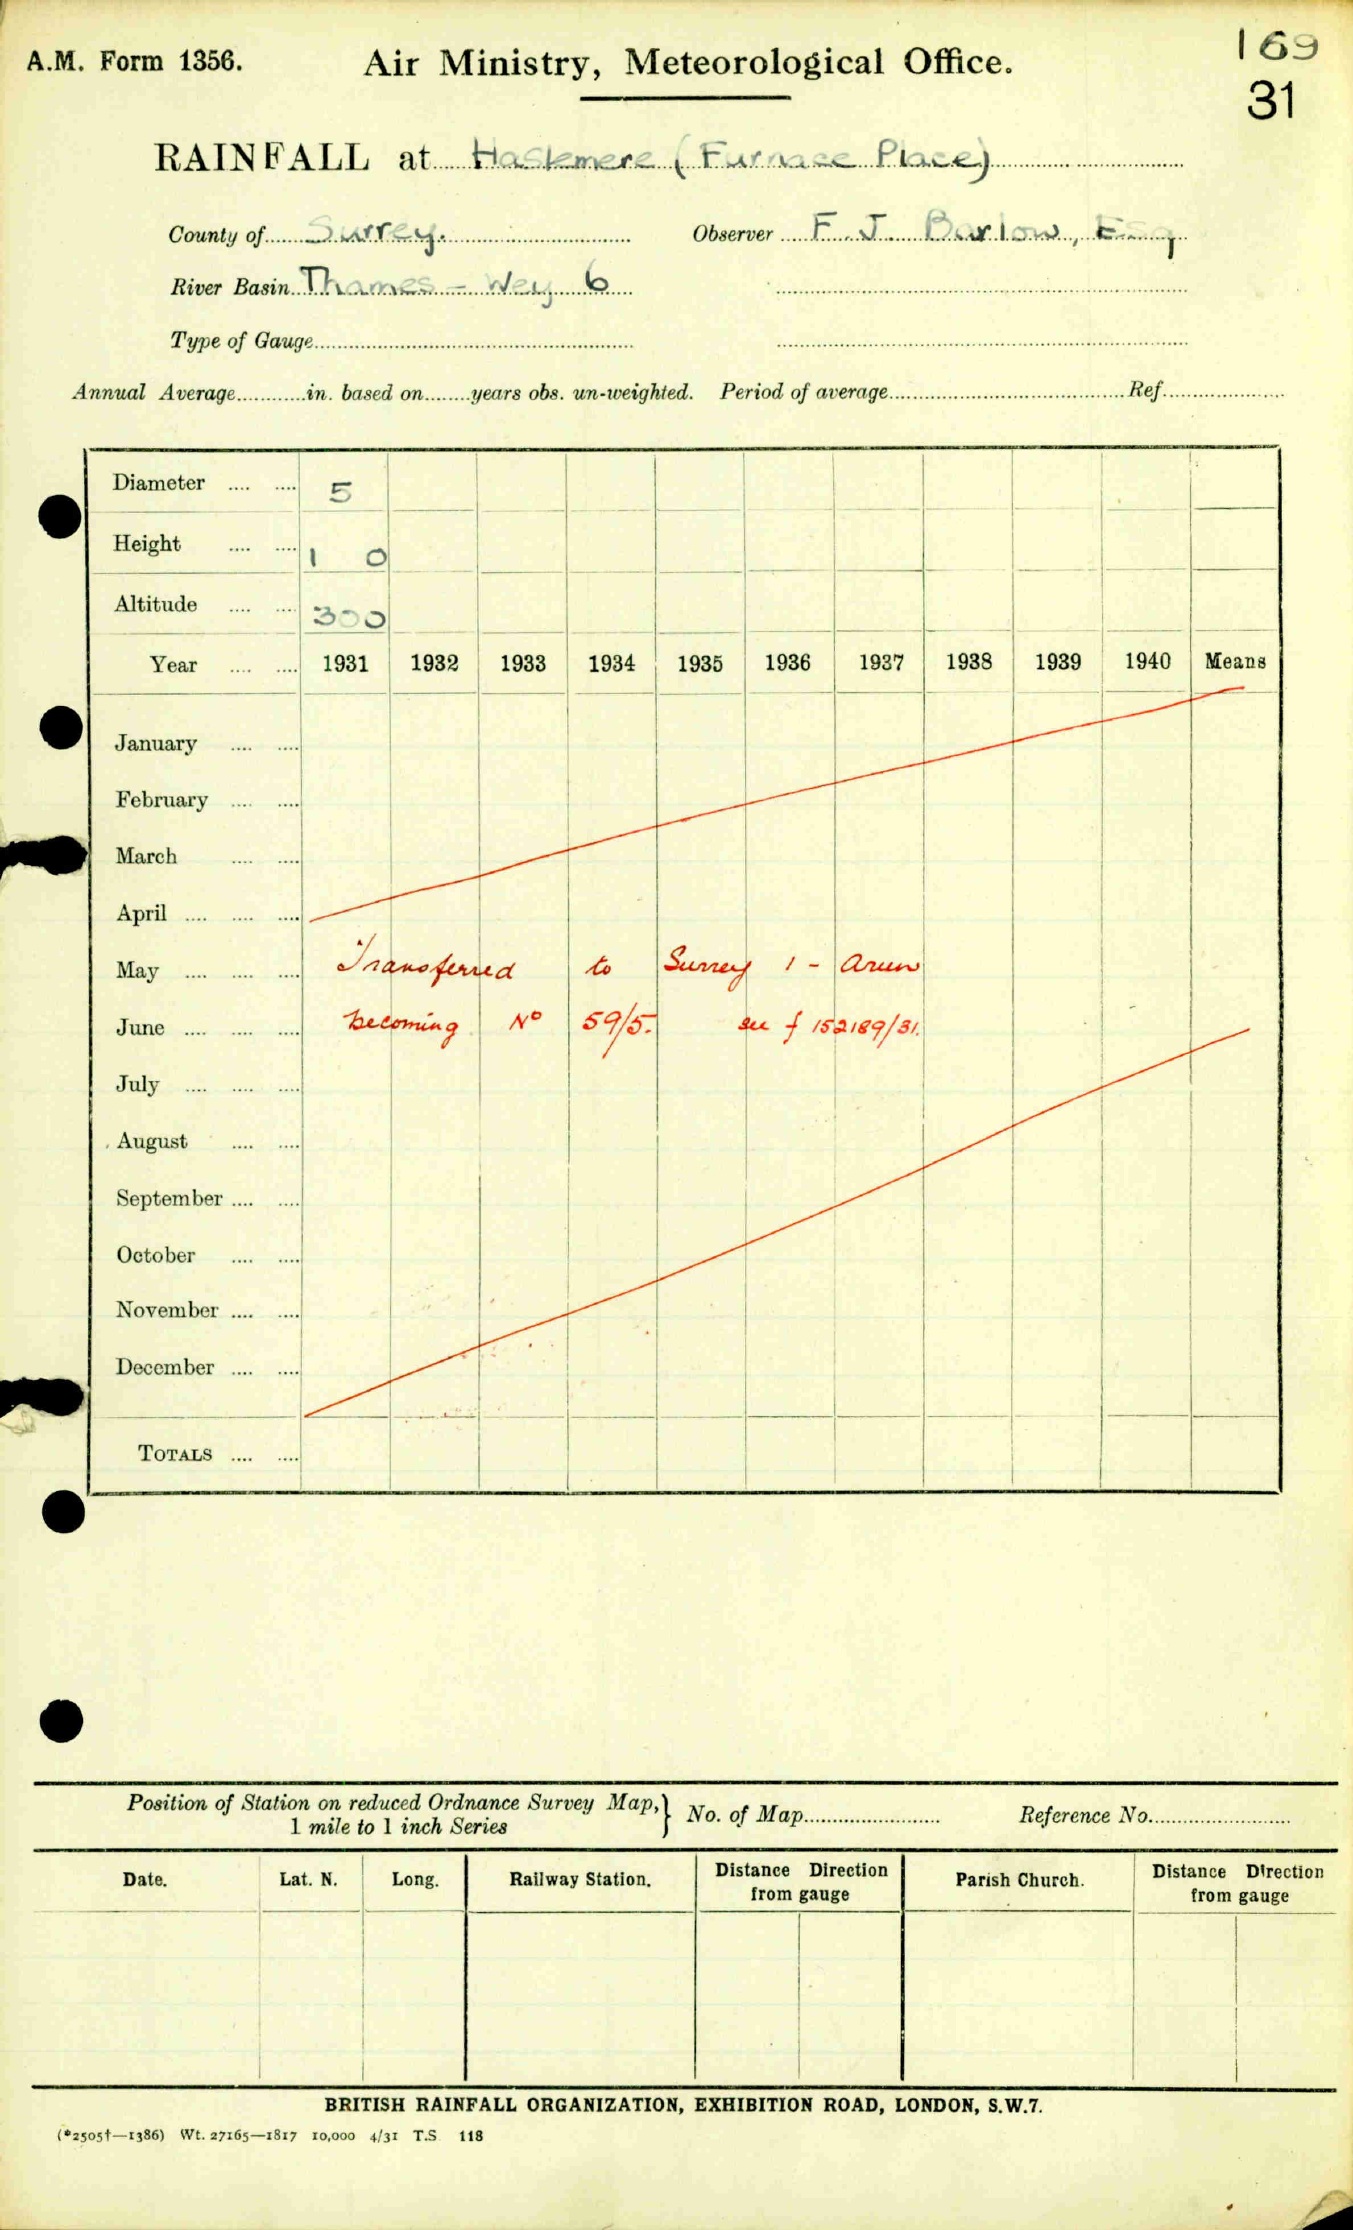 A.M. Form 1356.
Air Ministry, Meteorological Office.
169
31
RAINFALL at Haslemere (Furnace Place)
County of Surrey. Observer F. J. Barlow, Esq
River Basin Thames - Wey 6
Type of Gauge
Annual Average in. based on years obs. un-weighted. Period of average Ref.
Diameter 5
Height 1 0
Altitude 300
Year 1931 1932 1933 1934 1935 1936 1937 1938 1939 1940 Means
January
February
March
April
May Transferred to Surrey 1 - Arun
June becoming No 59/5. see f 152189/31.
July
August
September
October
November
December
TOTALS
Position of Station on reduced Ordnance Survey Map, } No. of Map Reference No.
1 mile to 1 inch Series
Date. Lat. N. Long. Railway Station. Distance Direction from gauge Parish Church. Distance Direction from gauge
BRITISH RAINFALL ORGANIZATION, EXHIBITION ROAD, LONDON, S.W.7.
(*2505†—1386) Wt. 27165—1817 10,000 4/31 T.S 118